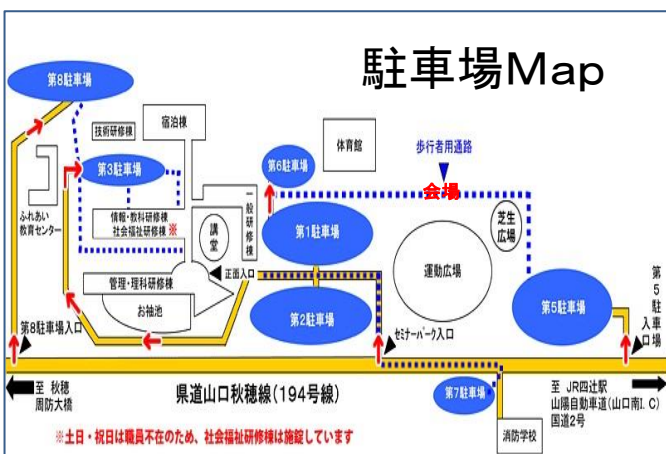 駐車場Map
第8駐車場
宿泊棟
技術研修棟
体育館
歩行者用通路
第3駐車場
第6駐車場
会場
ふれあい
教育センター
一般研修棟
情報・教科研修棟
社会福祉研修棟※
講堂
第1駐車場
芝生
広場
運動広場
正面入口
管理・理科研修棟
お袖池
第2駐車場
第5駐車場
第5駐車場入口
第8駐車場入口
セミナーパーク入口
至 秋穂
周防大橋
県道山口秋穂線(194号線)
第7駐車場
至 JR四辻駅
山陽自動車道(山口南I.C)
国道2号
消防学校
※土日・祝日は職員不在のため、社会福祉研修棟は施錠しています